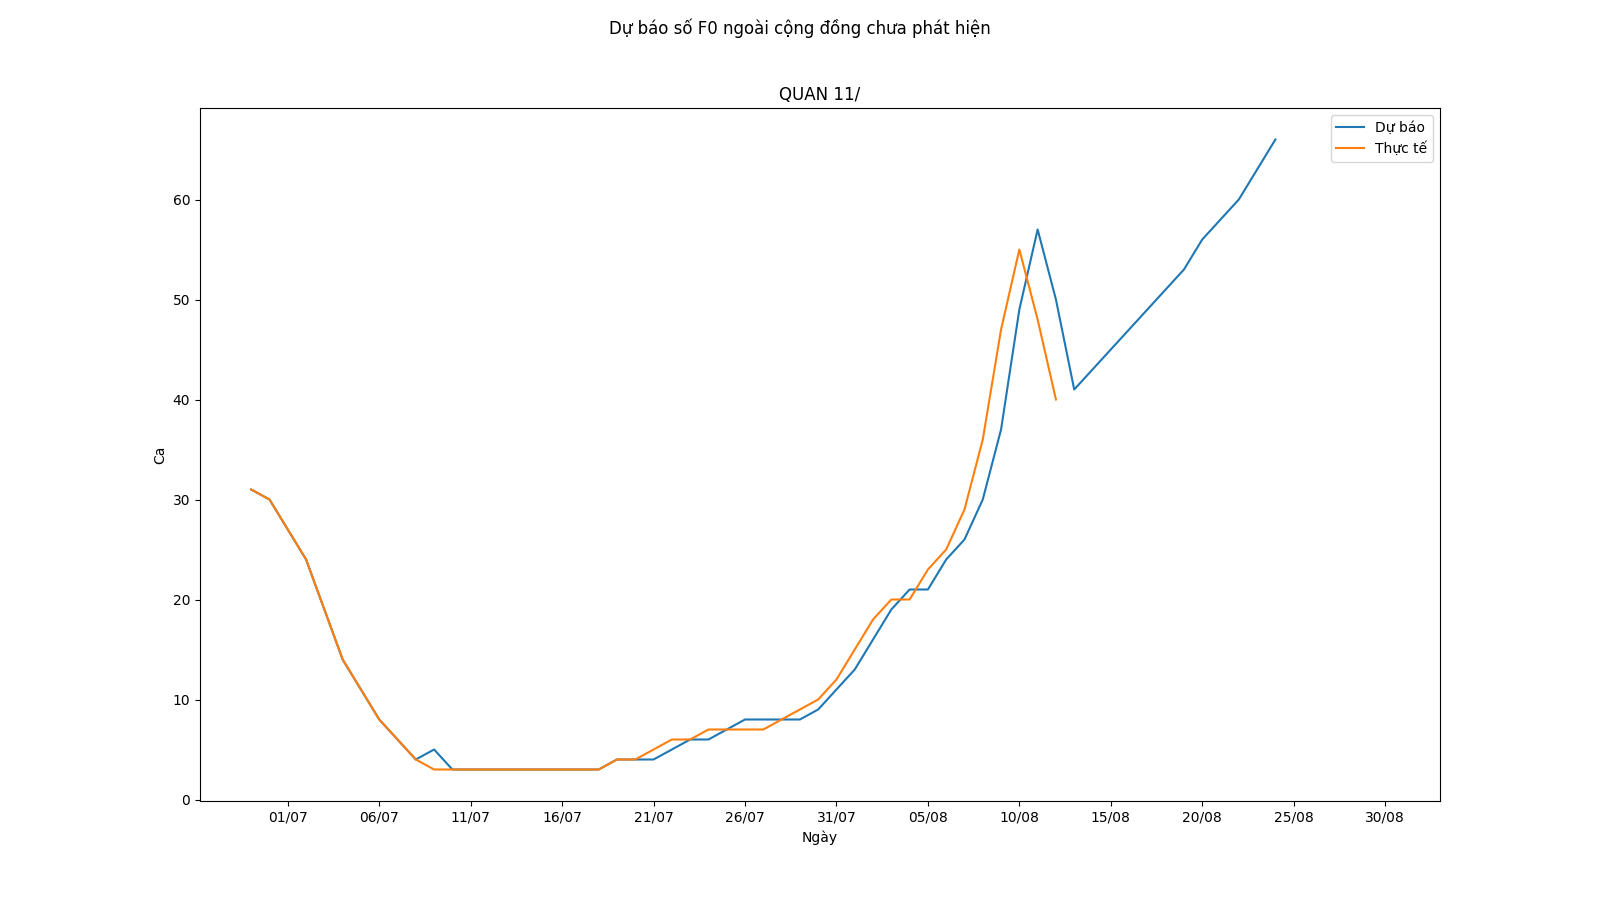 Dự báo số F0 ngoài cộng đồng chưa phát hiện
QUAN 11/
Dự báo
Thực tế
60
50
40
30
20
10
0
Ca
01/07 06/07 11/07 16/07 21/07 26/07 31/07 05/08 10/08 15/08 20/08 25/08 30/08
Ngày